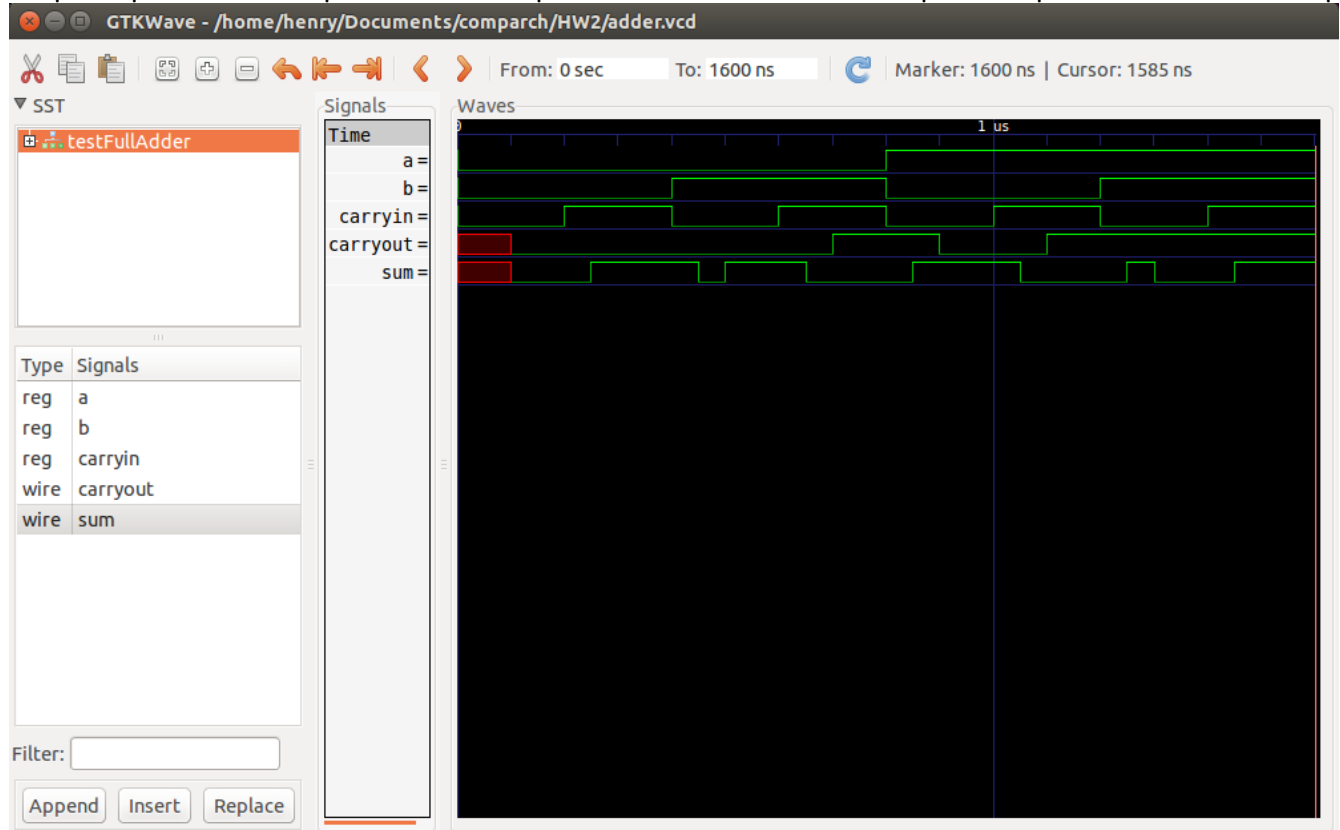 GTKWave - /home/henry/Documents/comparch/HW2/adder.vcd
From: 0 sec To: 1600 ns Marker: 1600 ns | Cursor: 1585 ns
SST
testFullAdder
Type Signals
reg a
reg b
reg carryin
wire carryout
wire sum
Filter:
Append Insert Replace
Signals
Time
a=
b=
carryin=
carryout=
sum=
Waves
0 1 us